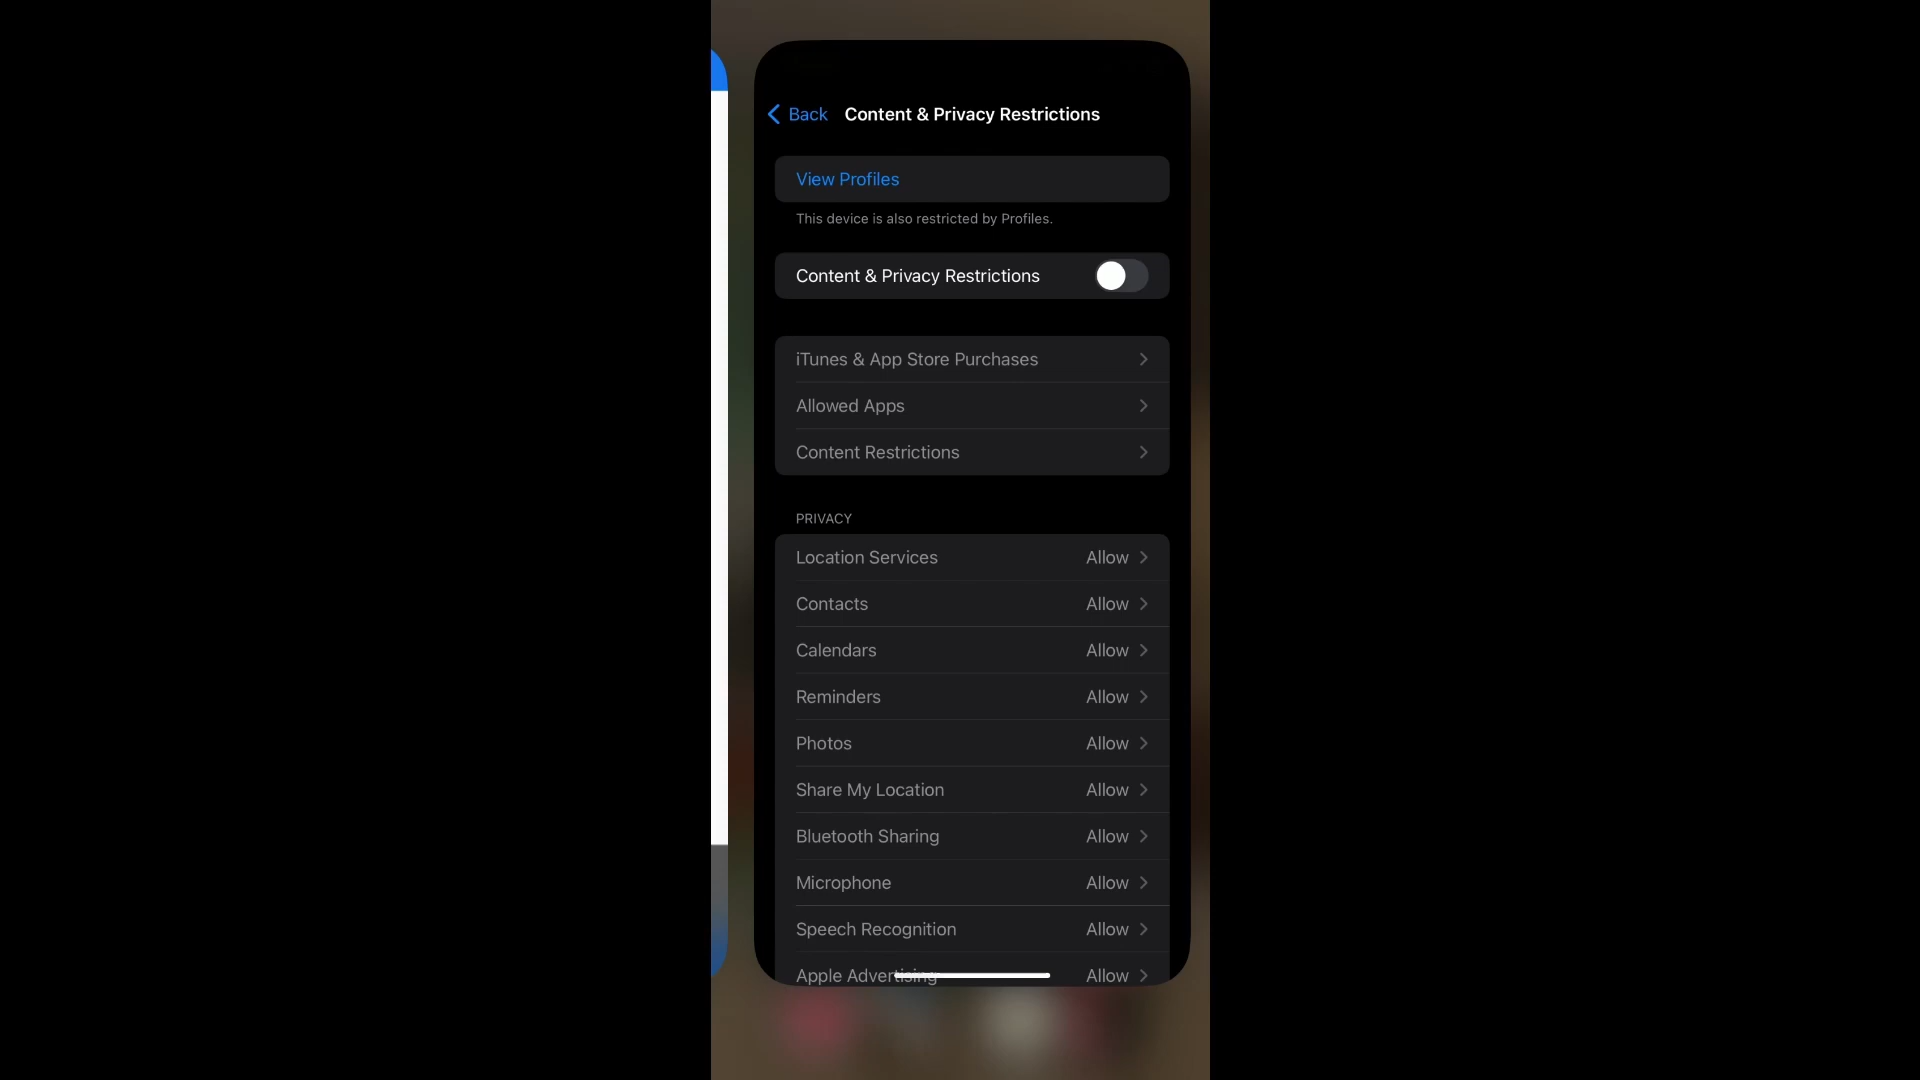 Back Content & Privacy Restrictions
View Profiles
This device is also restricted by Profiles.
Content & Privacy Restrictions
iTunes & App Store Purchases
Allowed Apps
Content Restrictions
PRIVACY
Location Services Allow
Contacts Allow
Calendars Allow
Reminders Allow
Photos Allow
Share My Location Allow
Bluetooth Sharing Allow
Microphone Allow
Speech Recognition Allow
Apple Advertising Allow